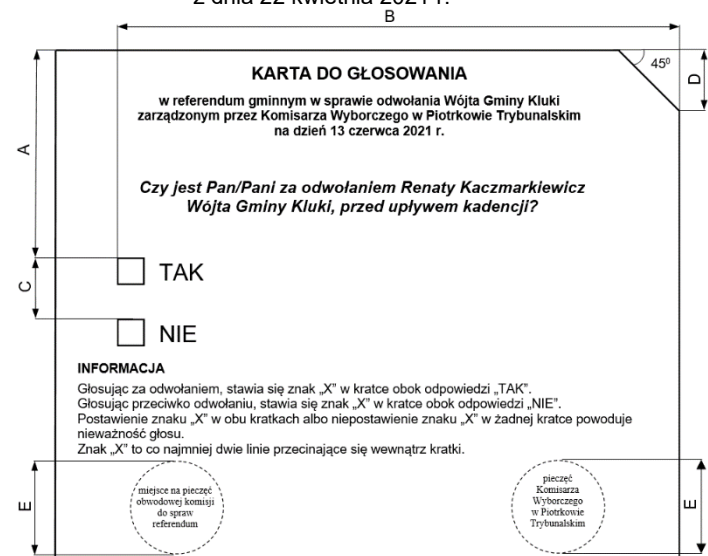 z dnia 22 kwietnia 2021 r.
B
45⁰
D
A
KARTA DO GŁOSOWANIA
w referendum gminnym w sprawie odwołania Wójta Gminy Kluki
zarządzonym przez Komisarza Wyborczego w Piotrkowie Trybunalskim
na dzień 13 czerwca 2021 r.
Czy jest Pan/Pani za odwołaniem Renaty Kaczmarkiewicz
Wójta Gminy Kluki, przed upływem kadencji?
C
TAK
NIE
INFORMACJA
Głosując za odwołaniem, stawia się znak „X” w kratce obok odpowiedzi „TAK”.
Głosując przeciwko odwołaniu, stawia się znak „X” w kratce obok odpowiedzi „NIE”.
Postawienie znaku „X” w obu kratkach albo niepostawienie znaku „X” w żadnej kratce powoduje
nieważność głosu.
Znak „X” to co najmniej dwie linie przecinające się wewnątrz kratki.
E
miejsce na pieczęć
obwodowej komisji
do spraw
referendum
pieczęć
Komisarza
Wyborczego
w Piotrkowie
Trybunalskim
E